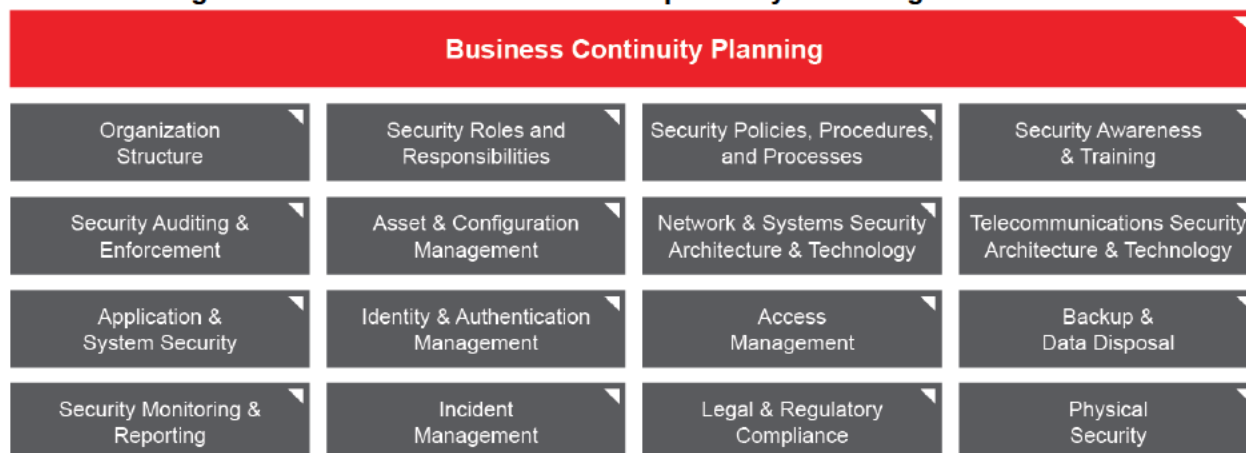 Business Continuity Planning
Organization
Structure
Security Roles and
Responsibilities
Security Policies, Procedures,
and Processes
Security Awareness
& Training
Security Auditing &
Enforcement
Asset & Configuration
Management
Network & Systems Security
Architecture & Technology
Telecommunications Security
Architecture & Technology
Application &
System Security
Identity & Authentication
Management
Access
Management
Backup &
Data Disposal
Security Monitoring &
Reporting
Incident
Management
Legal & Regulatory
Compliance
Physical
Security